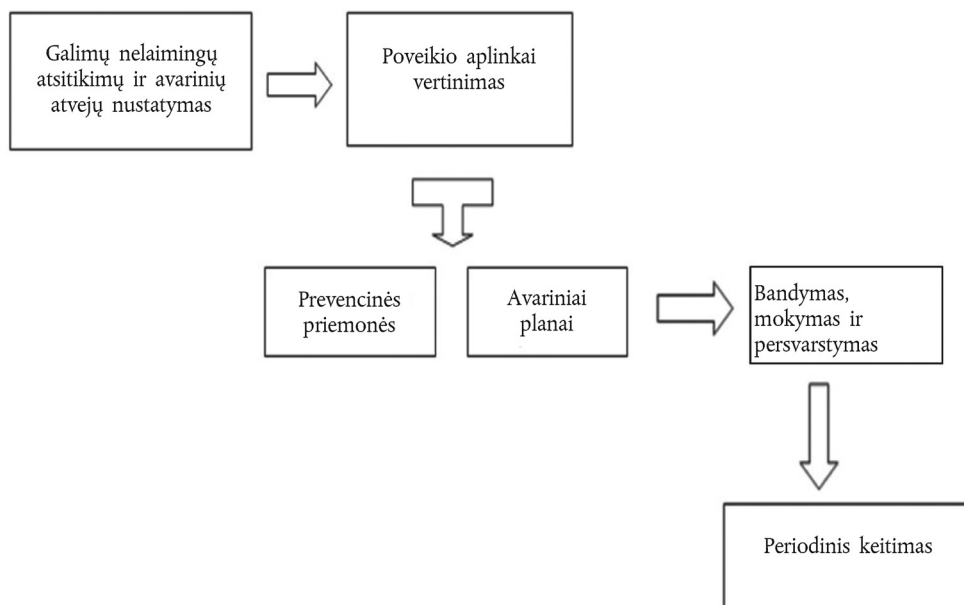 Galimų nelaimingų
atsitikimų ir avarinių
atvejų nustatymas
Poveikio aplinkai
vertinimas
Prevencinės
priemonės
Avariniai
planai
Bandymas,
mokymas ir
persvarstymas
Periodinis keitimas